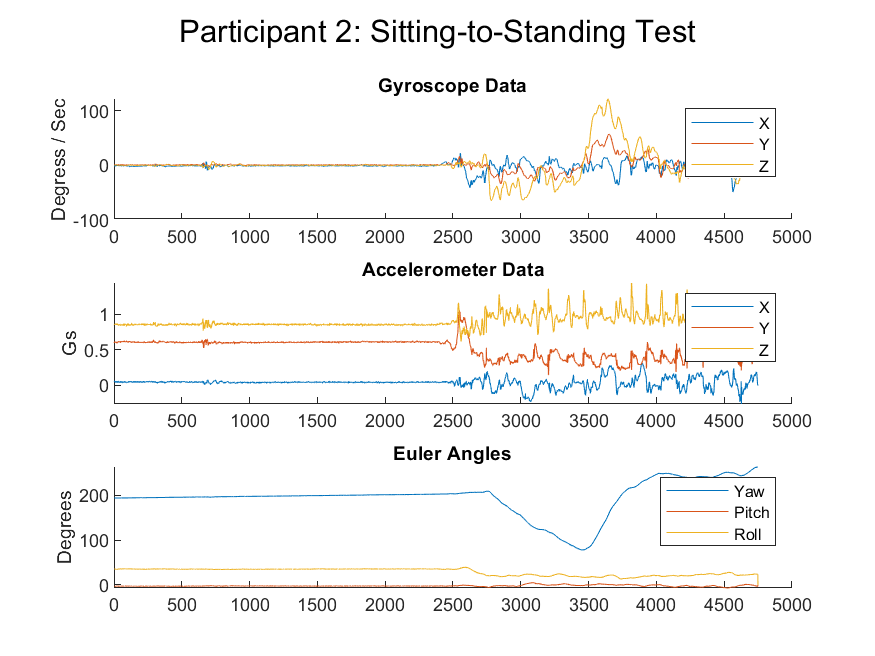 Participant 2: Sitting-to-Standing Test
Gyroscope Data
Degress / Sec
100
0
-100
X
Y
Z
0 500 1000 1500 2000 2500 3000 3500 4000 4500 5000
Accelerometer Data
Gs
1
0.5
0
X
Y
Z
0 500 1000 1500 2000 2500 3000 3500 4000 4500 5000
Euler Angles
Degrees
200
100
0
Yaw
Pitch
Roll
0 500 1000 1500 2000 2500 3000 3500 4000 4500 5000